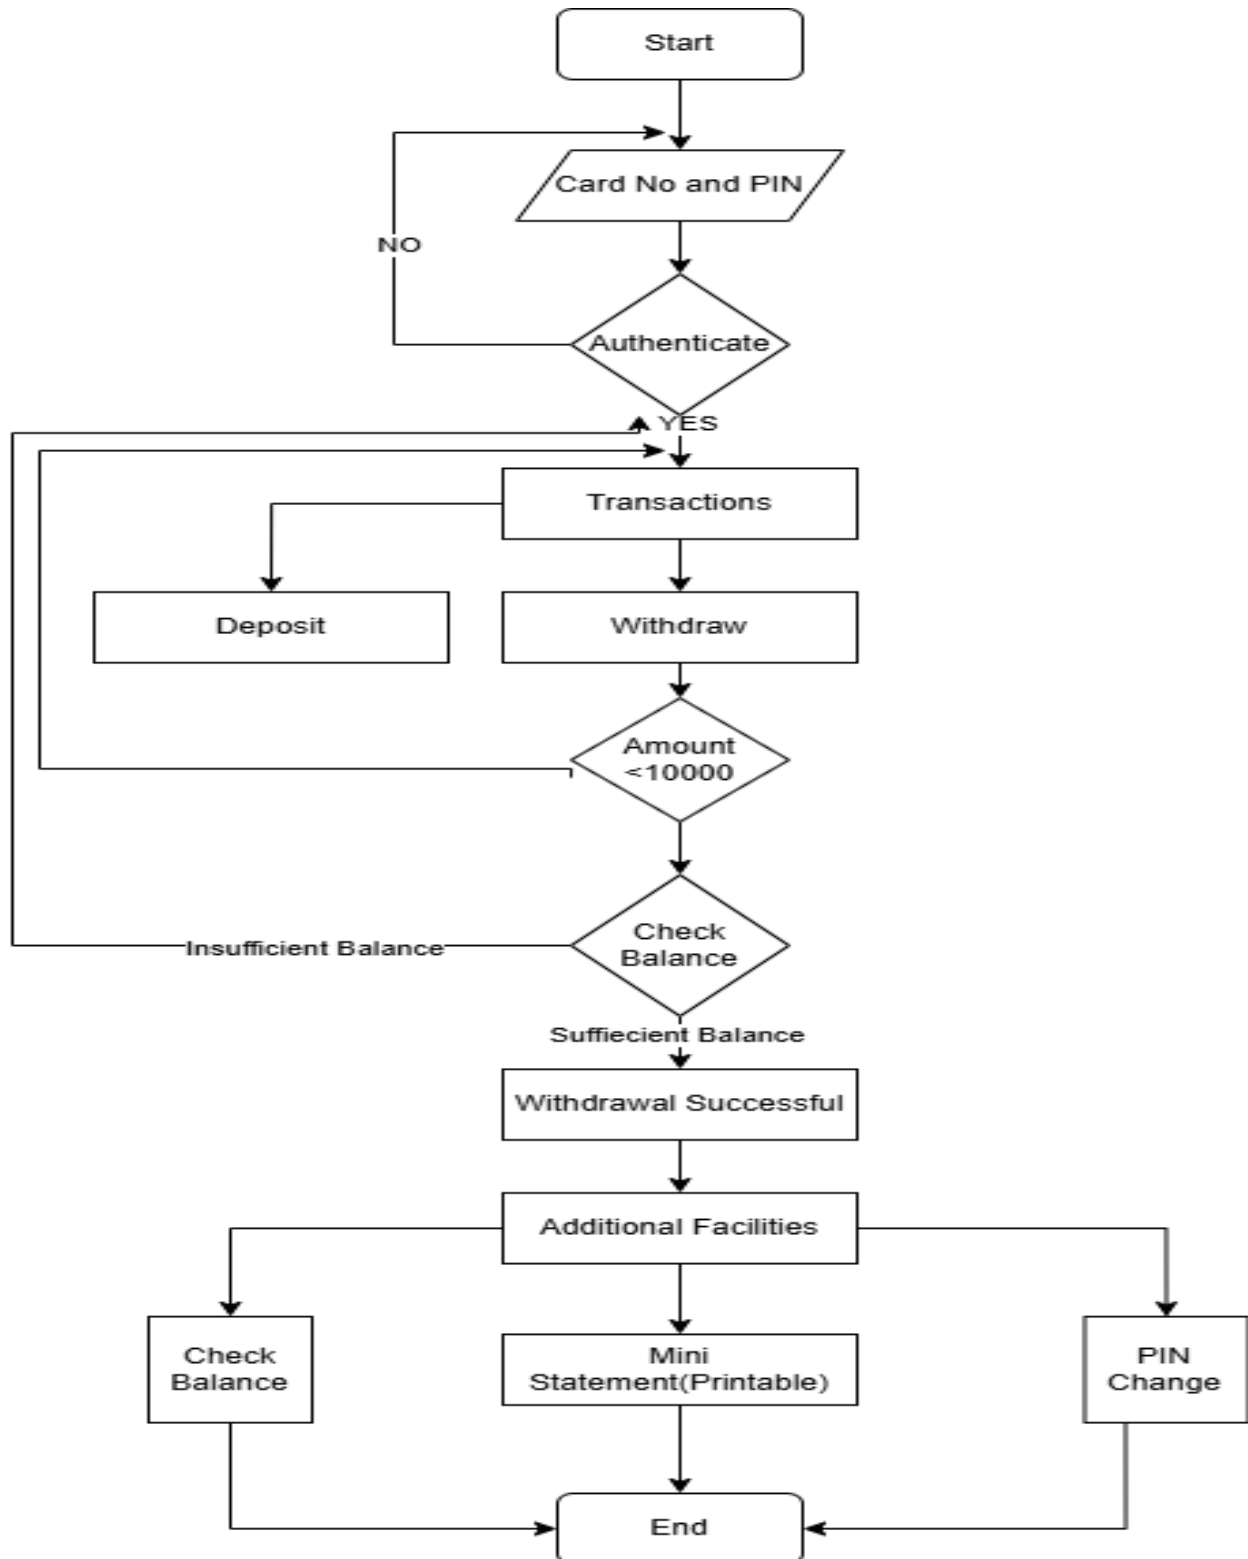 Start
Card No and PIN
NO
Authenticate
YES
Transactions
Deposit
Withdraw
Amount
<10000
Check
Balance
Insufficient Balance
Suffiecient Balance
Withdrawal Successful
Additional Facilities
Check
Balance
Mini
Statement(Printable)
PIN
Change
End